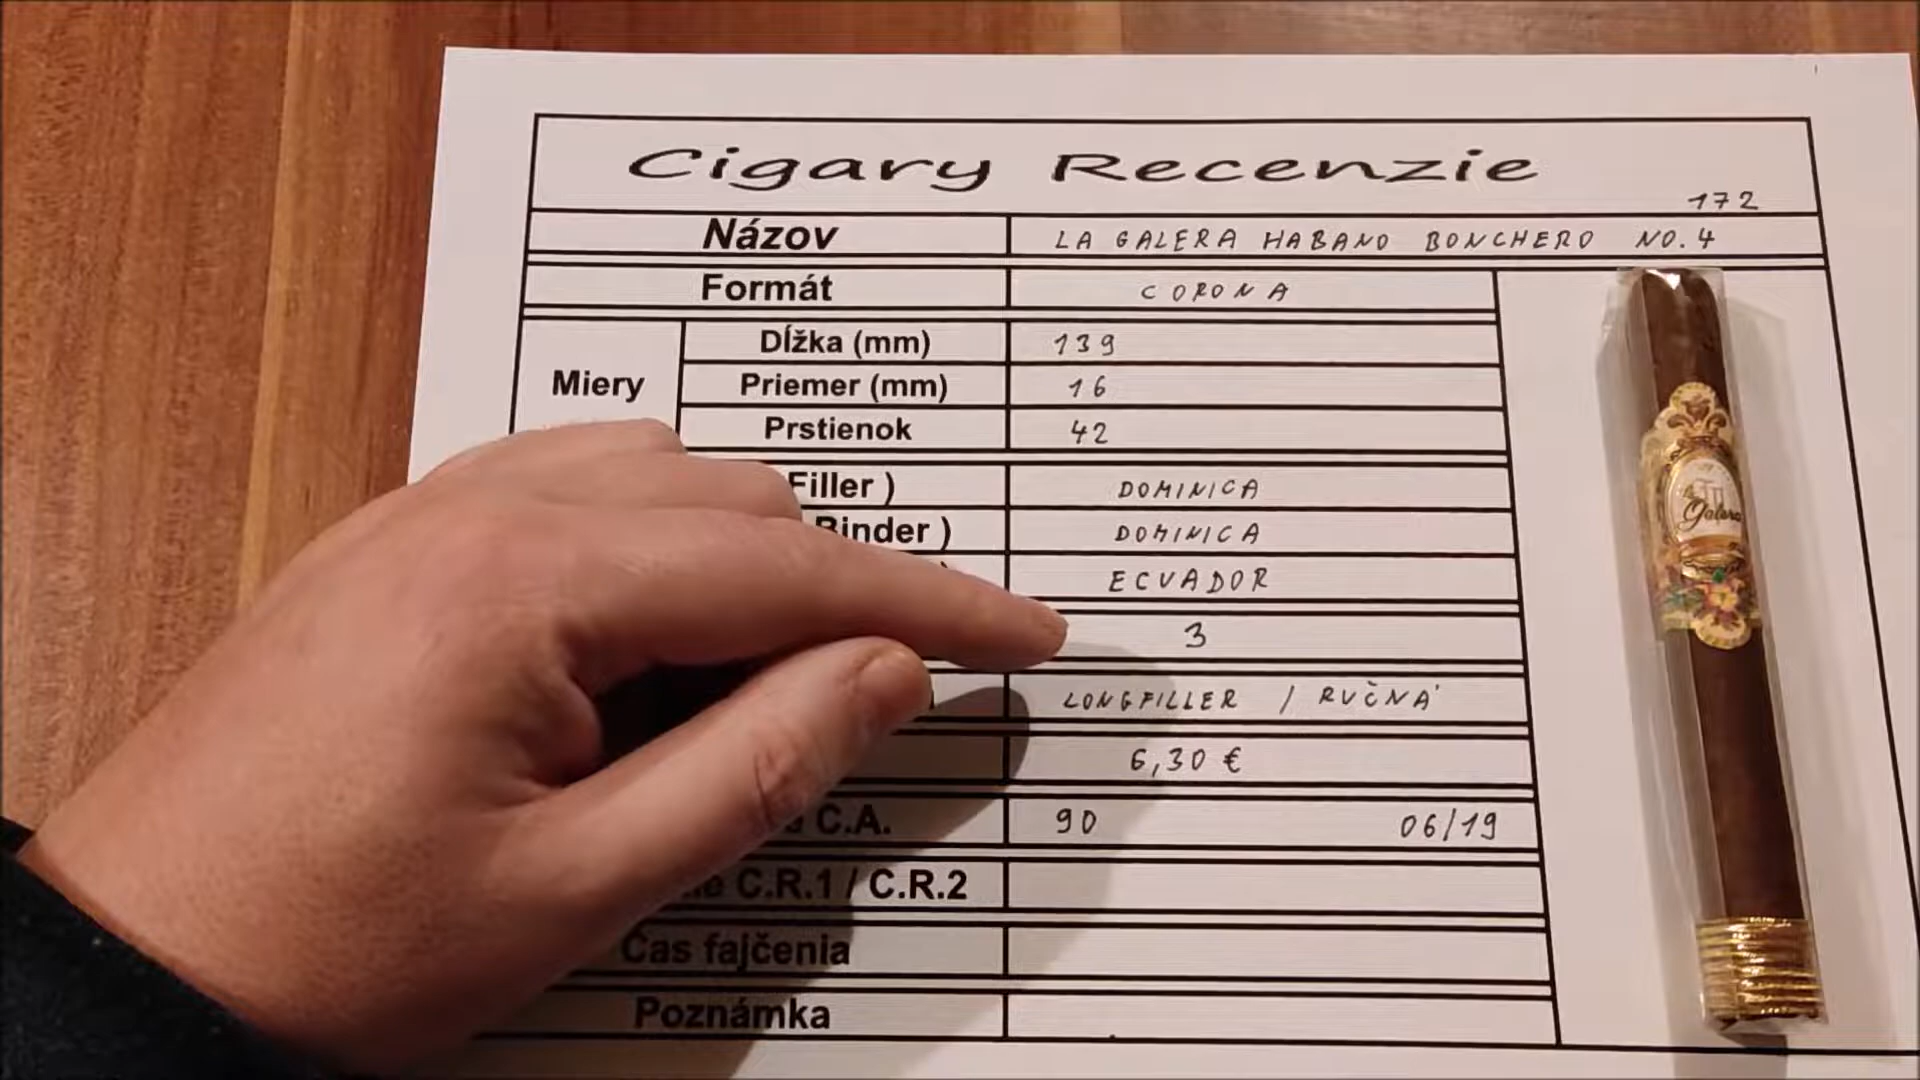 Cigary Recenzie
172
Názov LA GALERA HABANO BONCHERO NO.4
Formát CORONA
Miery
Dĺžka (mm) 139
Priemer (mm) 16
Prstienok 42
Filler ) DOMINICA
Binder ) DOMINICA
ECUADOR
3
LONGFILLER / RUČNÁ
6,30 €
C.A. 90 06/19
C.R.1 / C.R.2
Čas fajčenia
Poznámka
La Galera